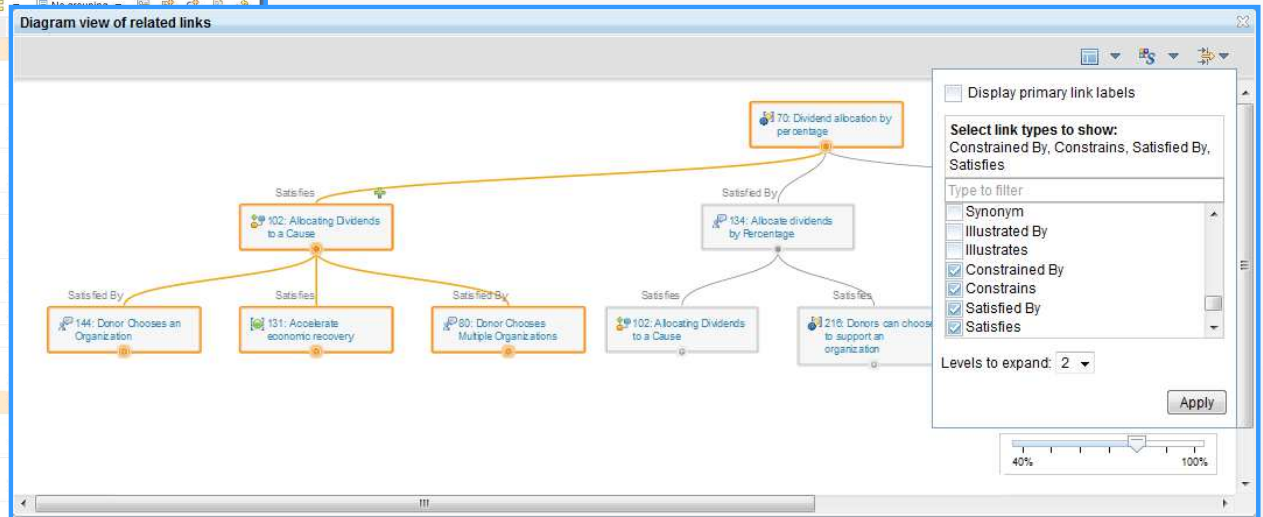 No grouping
Diagram view of related links
Display primary link labels
Select link types to show:
Constrained By, Constrains, Satisfied By,
Satisfies
Type to filter
Synonym
Illustrated By
Illustrates
Constrained By
Constrains
Satisfied By
Satisfies
Levels to expand: 2
Apply
40%
100%
70: Dividend allocation by
percentage
Satisfies
Satisfied By
102: Allocating Dividends
to a Cause
134: Allocate dividends
by Percentage
Satisfied By
Satisfies
Satisfied By
Satisfies
Satisfies
144: Donor Chooses an
Organization
131: Accelerate
economic recovery
80: Donor Chooses
Multiple Organizations
102: Allocating Dividends
to a Cause
216: Donors can choose
to support an
organization